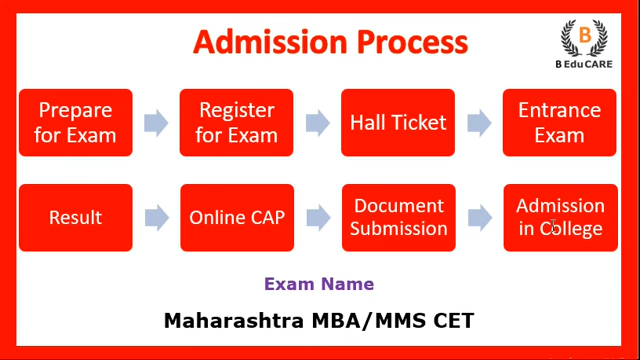 Admission Process
B
B EduCARE
Prepare
for Exam
Register
for Exam
Hall Ticket
Entrance
Exam
Result
Online CAP
Document
Submission
Admission
in College
Exam Name
Maharashtra MBA/MMS CET